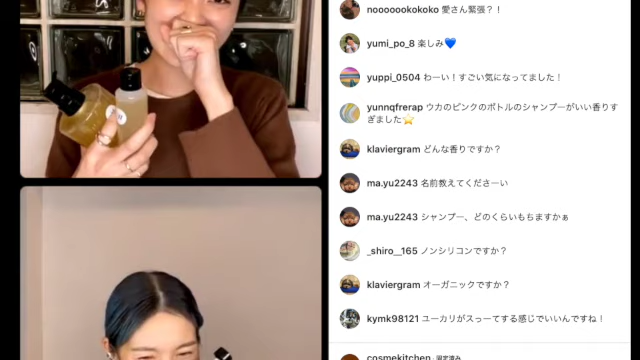 nooooookokoko 愛さん緊張？！
yumi_po_8 楽しみ💙
yuppi_0504 わーい！すごい気になってました！
yunnqfrerap ウカのピンクのボトルのシャンプーがいい香りす
ぎました⭐
klaviergram どんな香りですか？
ma.yu2243 名前教えてくださーい
ma.yu2243 シャンプー、どのくらいもちますかぁ
_shiro__165 ノンシリコンですか？
klaviergram オーガニックですか？
kymk98121 ユーカリがスっーてする感じでいいんですね！
cosmekitchen 固定済み